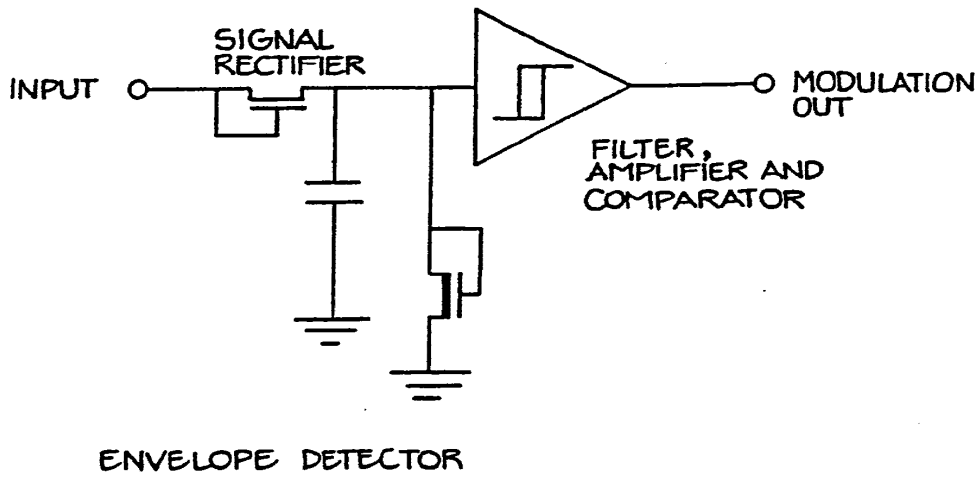 SIGNAL
RECTIFIER
INPUT
MODULATION
OUT
FILTER,
AMPLIFIER AND
COMPARATOR
ENVELOPE DETECTOR